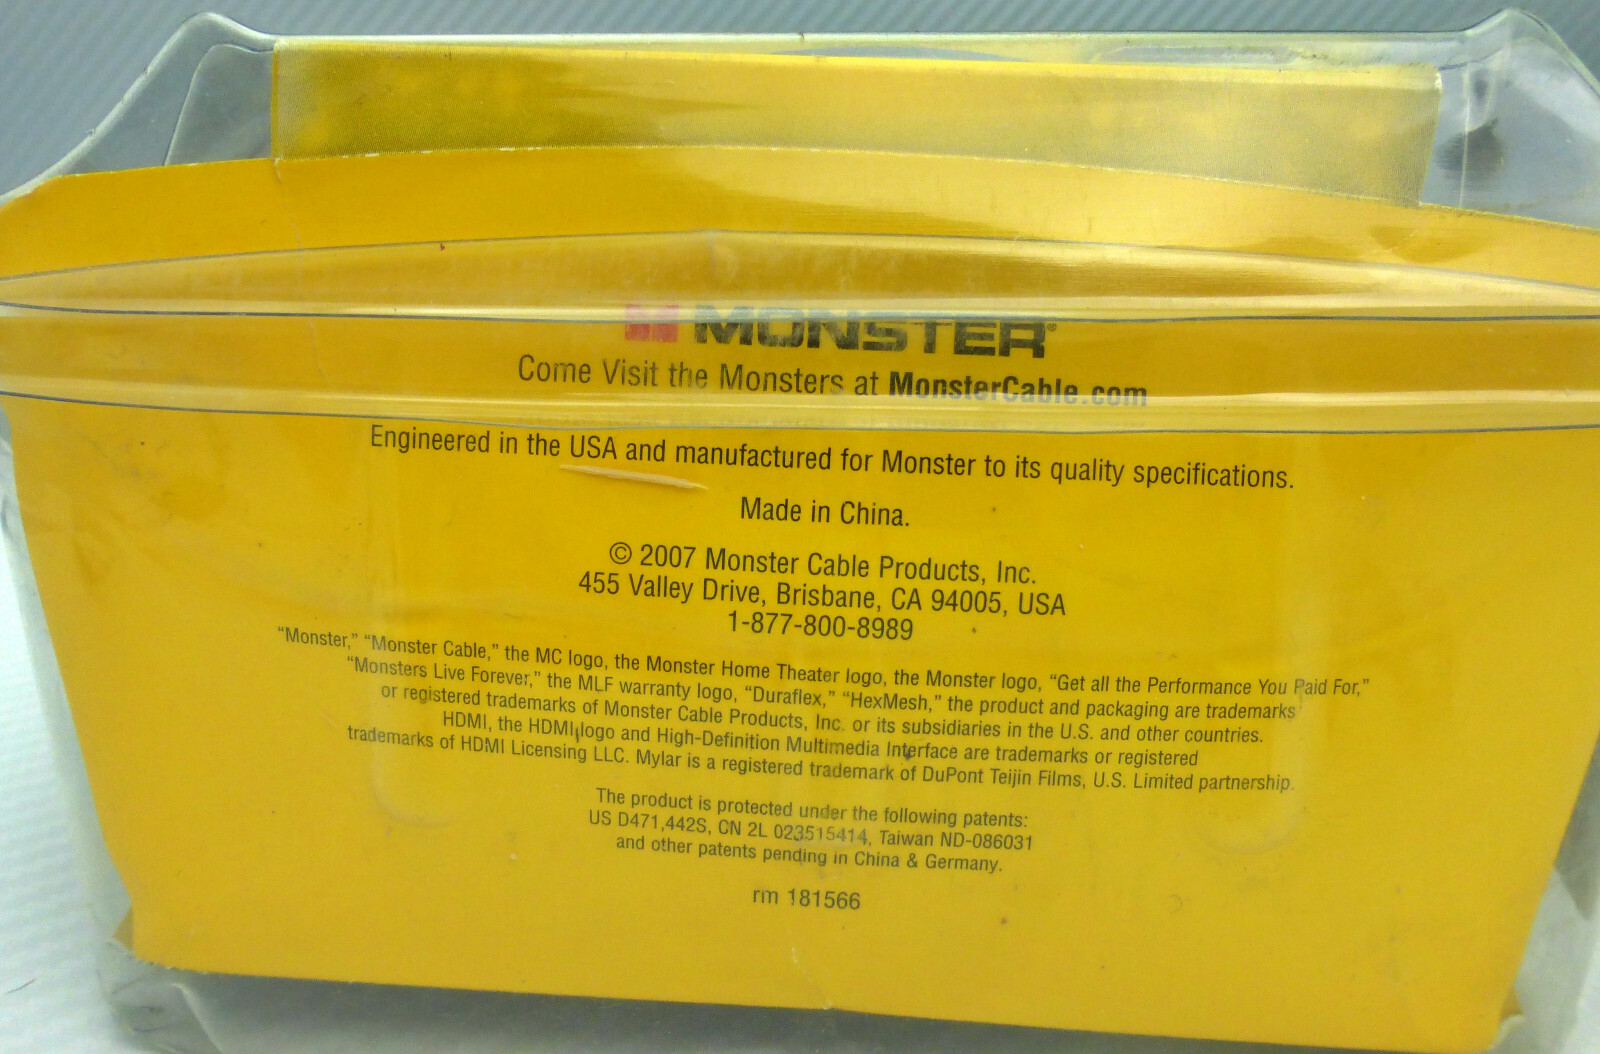 MONSTER®
Come Visit the Monsters at MonsterCable.com
Engineered in the USA and manufactured for Monster to its quality specifications.
Made in China.
© 2007 Monster Cable Products, Inc.
455 Valley Drive, Brisbane, CA 94005, USA
1-877-800-8989
“Monster,” “Monster Cable,” the MC logo, the Monster Home Theater logo, the Monster logo, “Get all the Performance You Paid For,”
“Monsters Live Forever,” the MLF warranty logo, “Duraflex,” “HexMesh,” the product and packaging are trademarks
or registered trademarks of Monster Cable Products, Inc. or its subsidiaries in the U.S. and other countries.
HDMI, the HDMI logo and High-Definition Multimedia Interface are trademarks or registered
trademarks of HDMI Licensing LLC. Mylar is a registered trademark of DuPont Teijin Films, U.S. Limited partnership.
The product is protected under the following patents:
US D471,442S, CN 2L 023515414, Taiwan ND-086031
and other patents pending in China & Germany.
rm 181566